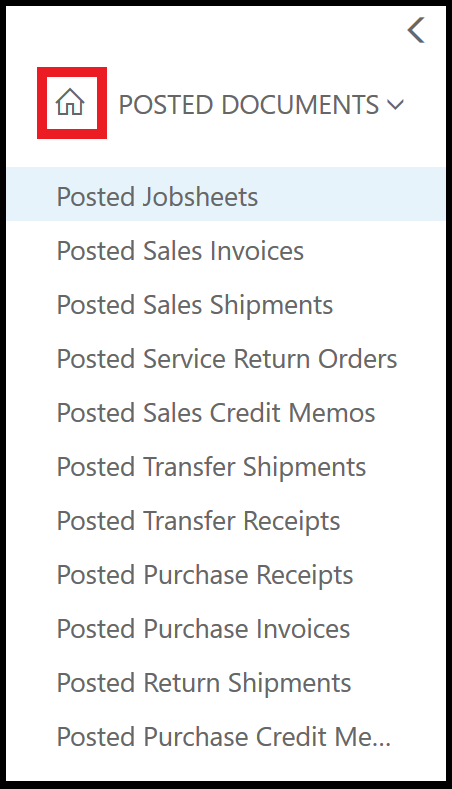 POSTED DOCUMENTS
Posted Jobsheets
Posted Sales Invoices
Posted Sales Shipments
Posted Service Return Orders
Posted Sales Credit Memos
Posted Transfer Shipments
Posted Transfer Receipts
Posted Purchase Receipts
Posted Purchase Invoices
Posted Return Shipments
Posted Purchase Credit Me...